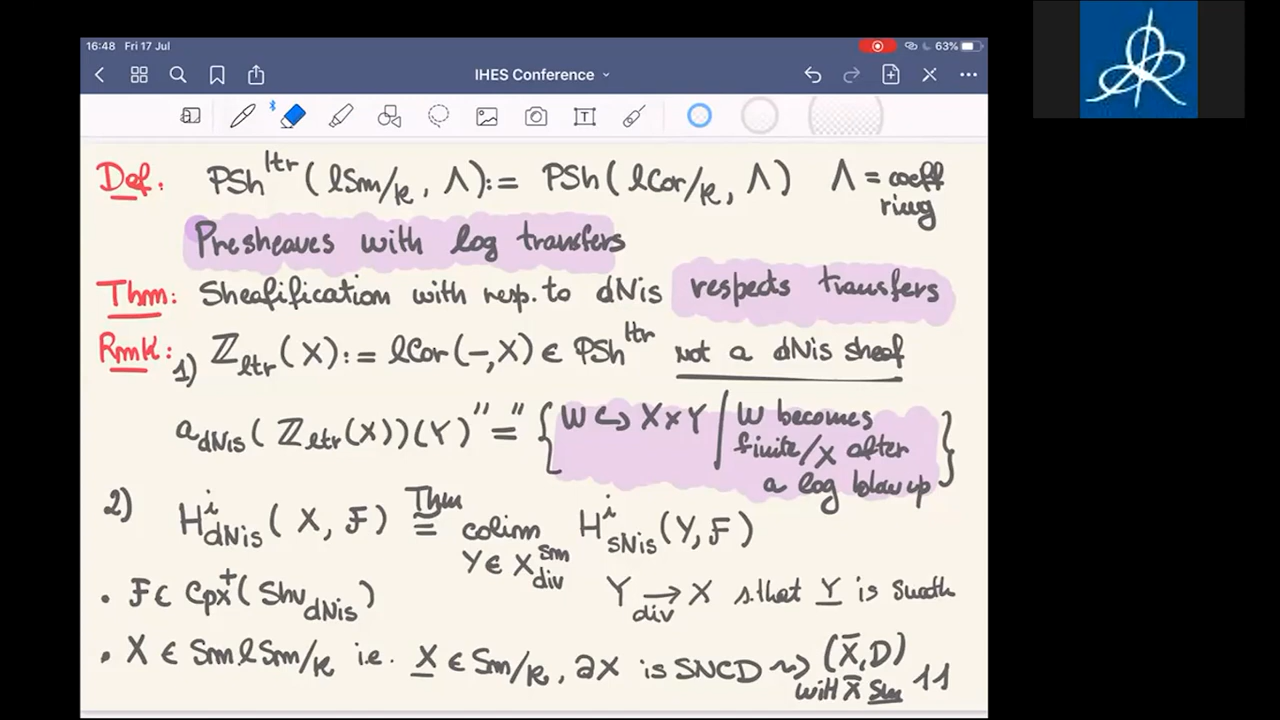 16:48 Fri 17 Jul
63%
IHES Conference
Def: PSh^ltr(lSm/k, Λ) := PSh(lCor/k, Λ) Λ = coeff ring
Presheaves with log transfers
Thm: Sheafification with resp. to dNis respects transfers
Rmk: 1) ℤ_ltr(X) := lCor(-, X) ∈ PSh^ltr not a dNis sheaf
a_dNis(ℤ_ltr(X))(Y) "=" { W ↪ X×Y | W becomes finite/X after a log blow up }
2) H^i_dNis(X, F) ≅^Thm colim_{Y ∈ X^sm_div} H^i_sNis(Y, F)
Y →_div X s.that Y is Smooth
• F ∈ Cpx^+(Shv_dNis)
• X ∈ SmlSm/k i.e. X ∈ Sm/k, ∂X is SNCD ⇝ (X̄, D) with X̄ Sm
11